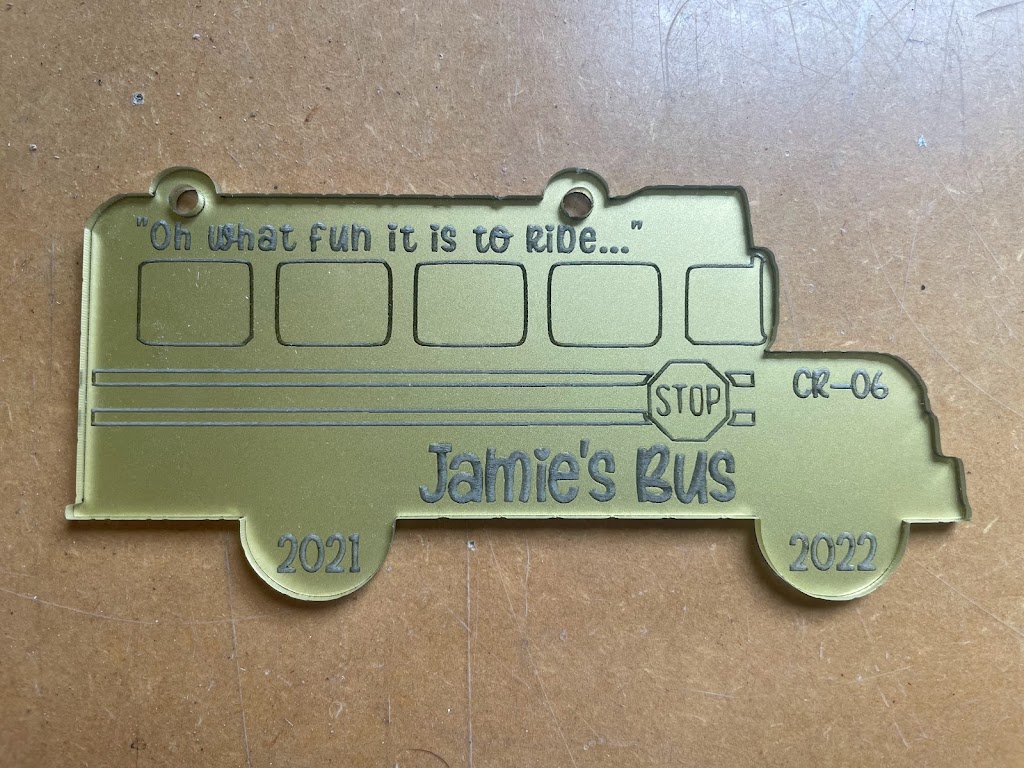 "Oh what fun it is to Ride..."
CR-06
STOP
Jamie's Bus
2021
2022